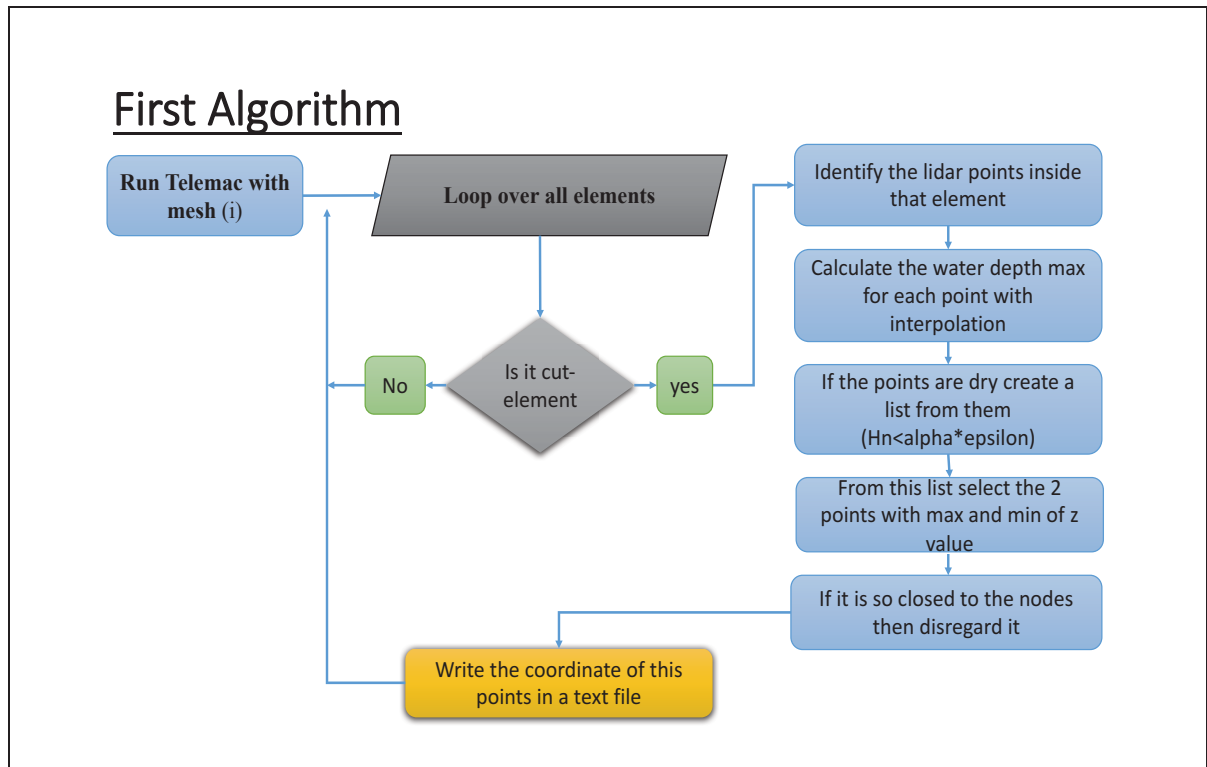 First Algorithm
Run Telemac with
mesh (i)
Loop over all elements
Identify the lidar points inside
that element
Calculate the water depth max
for each point with
interpolation
No
Is it cut-
element
yes
If the points are dry create a
list from them
(Hn<alpha*epsilon)
From this list select the 2
points with max and min of z
value
If it is so closed to the nodes
then disregard it
Write the coordinate of this
points in a text file